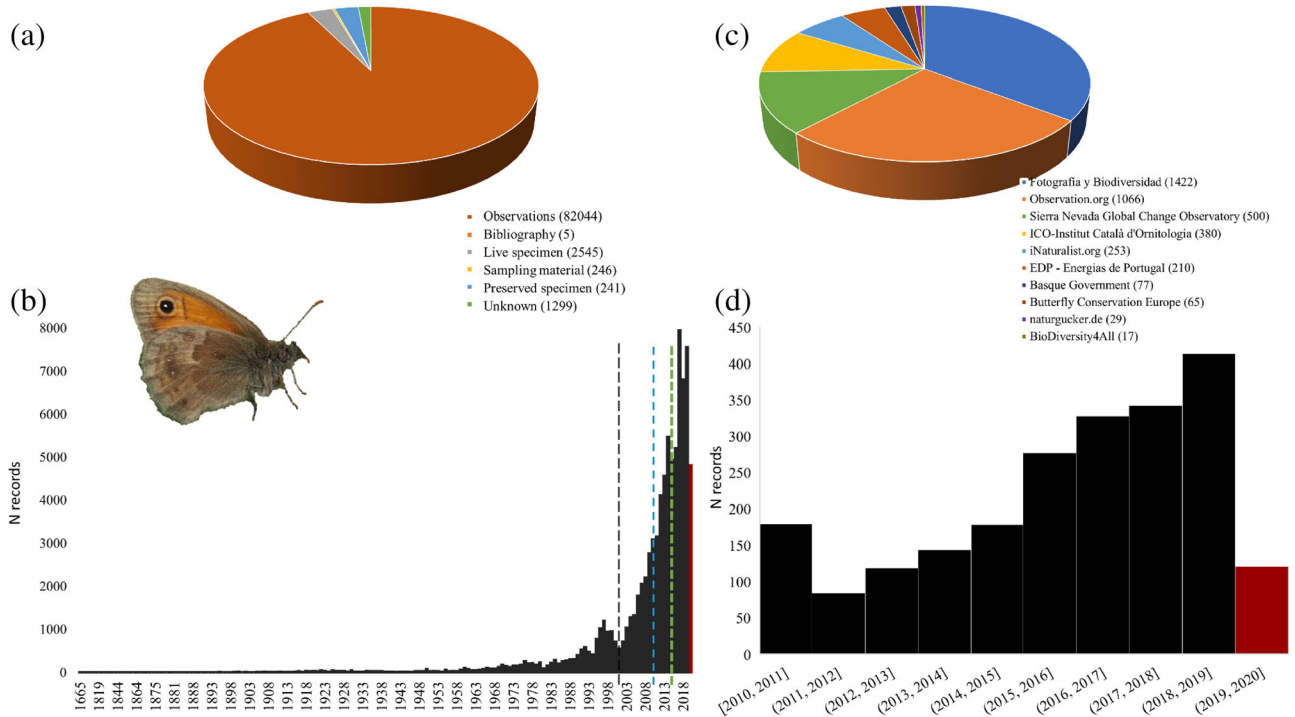 (a)
Observations (82044)
Bibliography (5)
Live specimen (2545)
Sampling material (246)
Preserved specimen (241)
Unknown (1299)
(c)
Fotografía y Biodiversidad (1422)
Observation.org (1066)
Sierra Nevada Global Change Observatory (500)
ICO-Institut Català d'Ornitologia (380)
iNaturalist.org (253)
EDP - Energias de Portugal (210)
Basque Government (77)
Butterfly Conservation Europe (65)
naturgucker.de (29)
BioDiversity4All (17)
(b)
N records
8000
7000
6000
5000
4000
3000
2000
1000
0
1665
1819
1844
1864
1875
1881
1888
1893
1898
1903
1908
1913
1918
1923
1928
1933
1938
1943
1948
1953
1958
1963
1968
1973
1978
1983
1988
1993
1998
2003
2008
2013
2018
(d)
N records
450
400
350
300
250
200
150
100
50
0
[2010, 2011]
(2011, 2012]
(2012, 2013]
(2013, 2014]
(2014, 2015]
(2015, 2016]
(2016, 2017]
(2017, 2018]
(2018, 2019]
(2019, 2020]